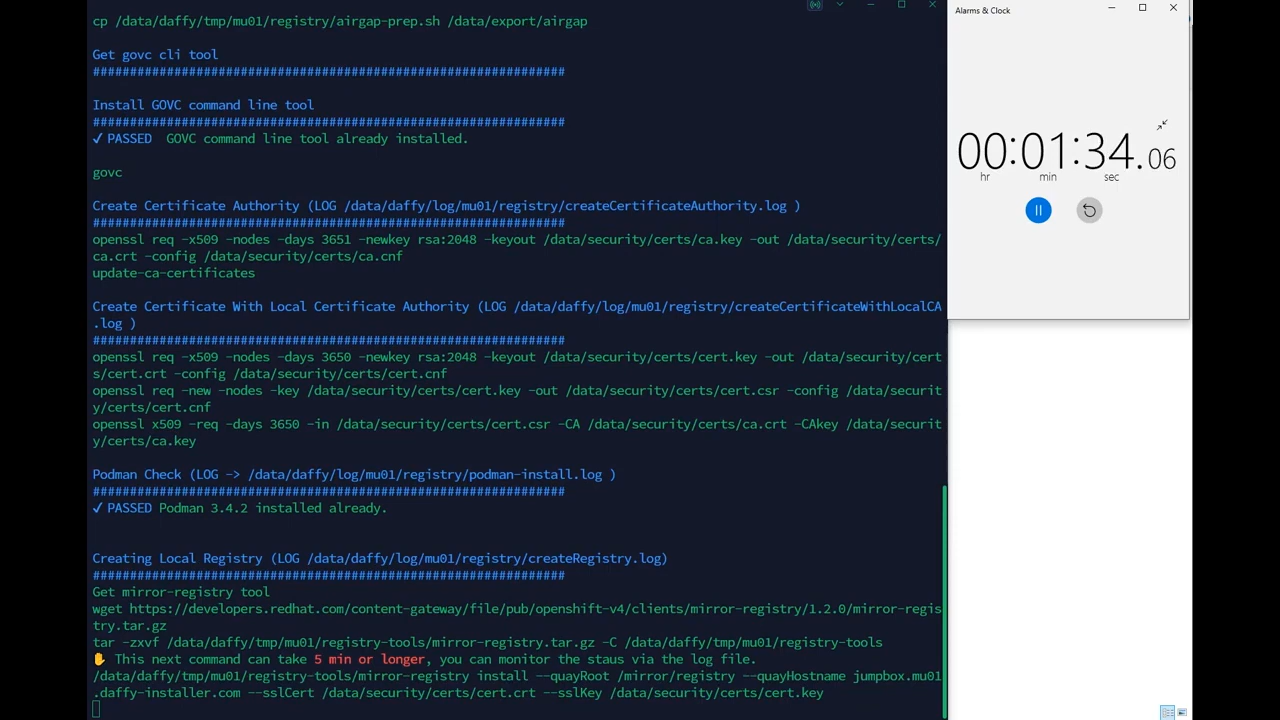 cp /data/daffy/tmp/mu01/registry/airgap-prep.sh /data/export/airgap
Get govc cli tool
################################################################
Install GOVC command line tool
################################################################
✓ PASSED  GOVC command line tool already installed.
govc
Create Certificate Authority (LOG /data/daffy/log/mu01/registry/createCertificateAuthority.log )
################################################################
openssl req -x509 -nodes -days 3651 -newkey rsa:2048 -keyout /data/security/certs/ca.key -out /data/security/certs/
ca.crt -config /data/security/certs/ca.cnf
update-ca-certificates
Create Certificate With Local Certificate Authority (LOG /data/daffy/log/mu01/registry/createCertificateWithLocalCA
.log )
################################################################
openssl req -x509 -nodes -days 3650 -newkey rsa:2048 -keyout /data/security/certs/cert.key -out /data/security/cert
s/cert.crt -config /data/security/certs/cert.cnf
openssl req -new -nodes -key /data/security/certs/cert.key -out /data/security/certs/cert.csr -config /data/securit
y/certs/cert.cnf
openssl x509 -req -days 3650 -in /data/security/certs/cert.csr -CA /data/security/certs/ca.crt -CAkey /data/securit
y/certs/ca.key
Podman Check (LOG -> /data/daffy/log/mu01/registry/podman-install.log )
################################################################
✓ PASSED Podman 3.4.2 installed already.
Creating Local Registry (LOG /data/daffy/log/mu01/registry/createRegistry.log)
################################################################
Get mirror-registry tool
wget https://developers.redhat.com/content-gateway/file/pub/openshift-v4/clients/mirror-registry/1.2.0/mirror-regis
try.tar.gz
tar -zxvf /data/daffy/tmp/mu01/registry-tools/mirror-registry.tar.gz -C /data/daffy/tmp/mu01/registry-tools
✋ This next command can take 5 min or longer, you can monitor the staus via the log file.
/data/daffy/tmp/mu01/registry-tools/mirror-registry install --quayRoot /mirror/registry --quayHostname jumpbox.mu01
.daffy-installer.com --sslCert /data/security/certs/cert.crt --sslKey /data/security/certs/cert.key
Alarms & Clock
00:01:34.06
hr min sec